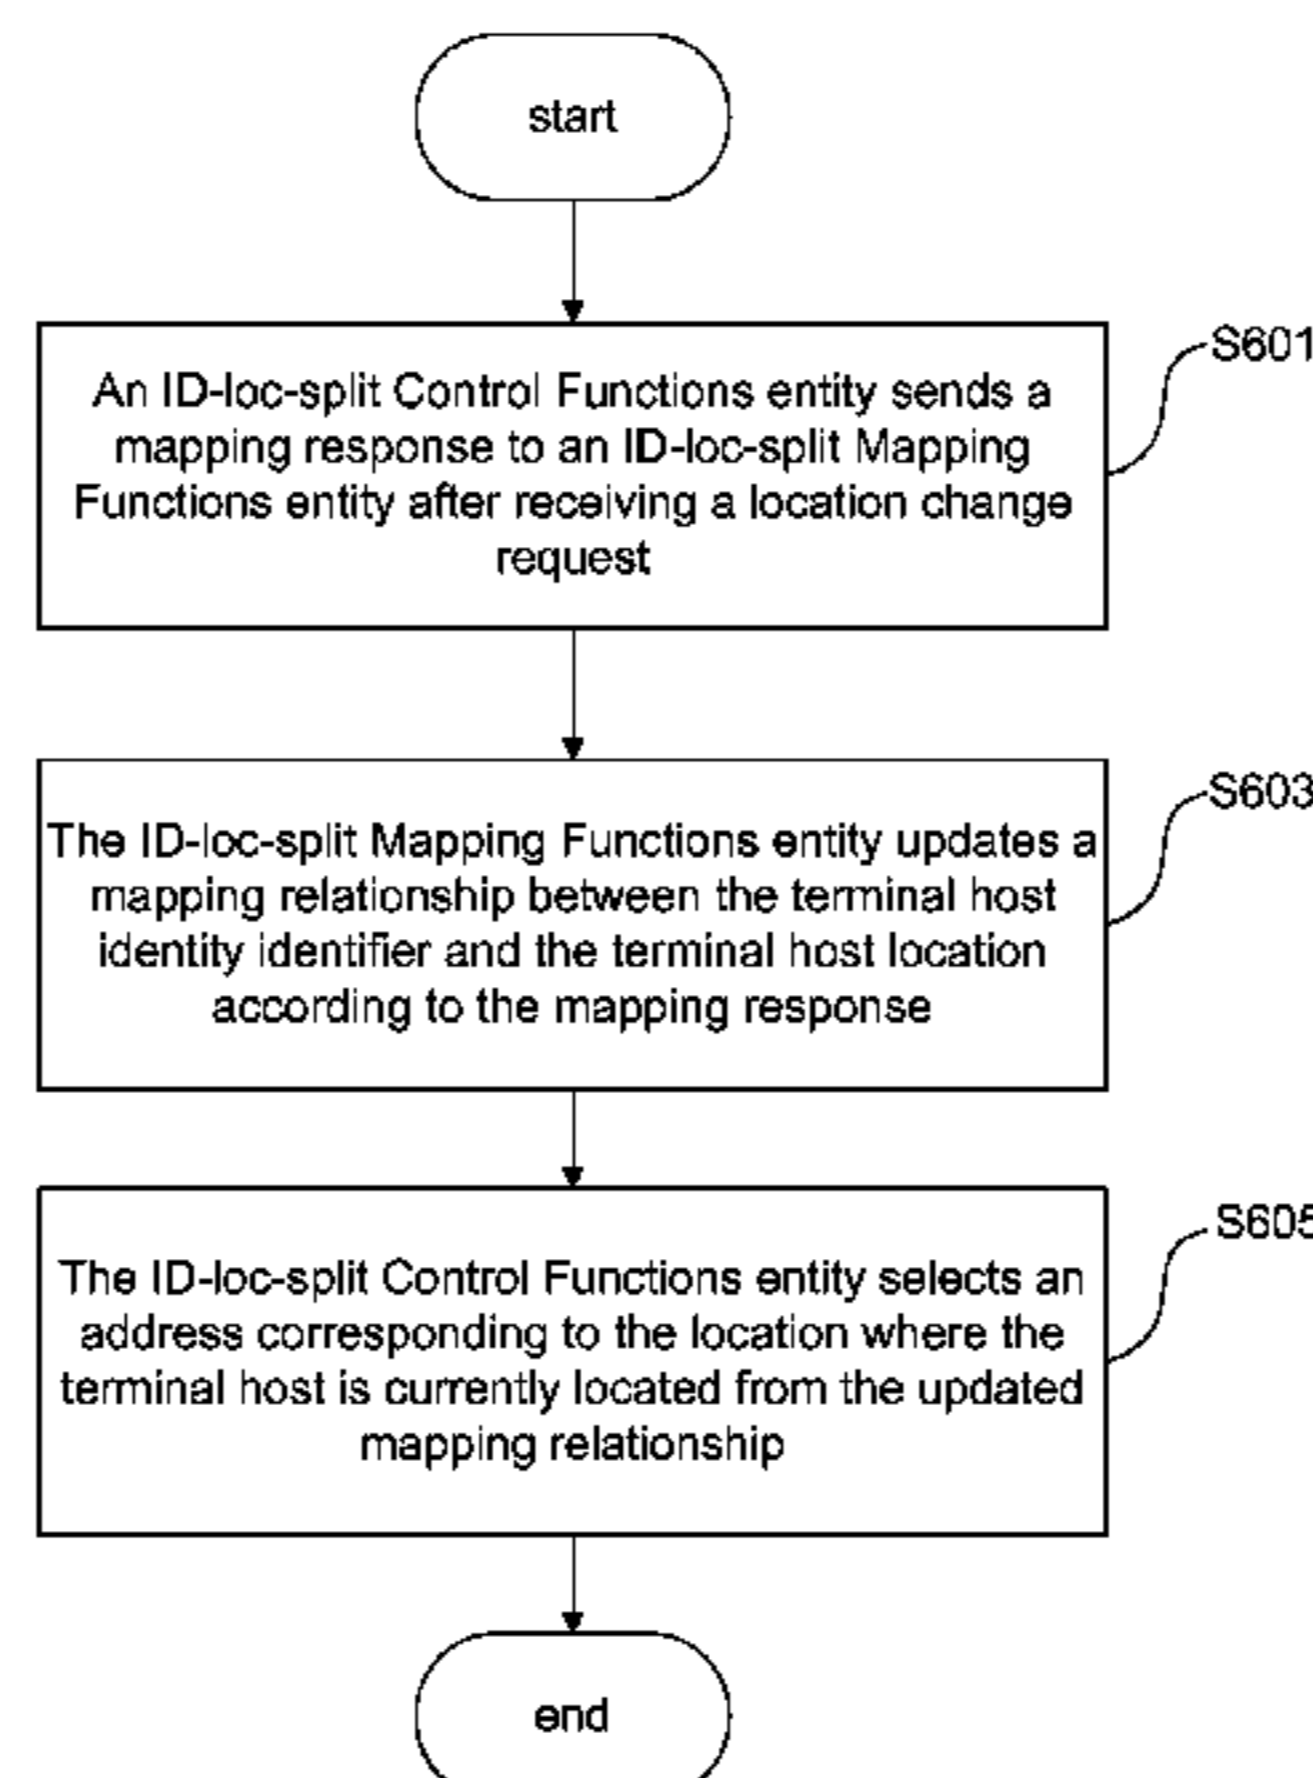 start
An ID-loc-split Control Functions entity sends a
mapping response to an ID-loc-split Mapping
Functions entity after receiving a location change
request
S601
The ID-loc-split Mapping Functions entity updates a
mapping relationship between the terminal host
identity identifier and the terminal host location
according to the mapping response
S603
The ID-loc-split Control Functions entity selects an
address corresponding to the location where the
terminal host is currently located from the updated
mapping relationship
S605
end